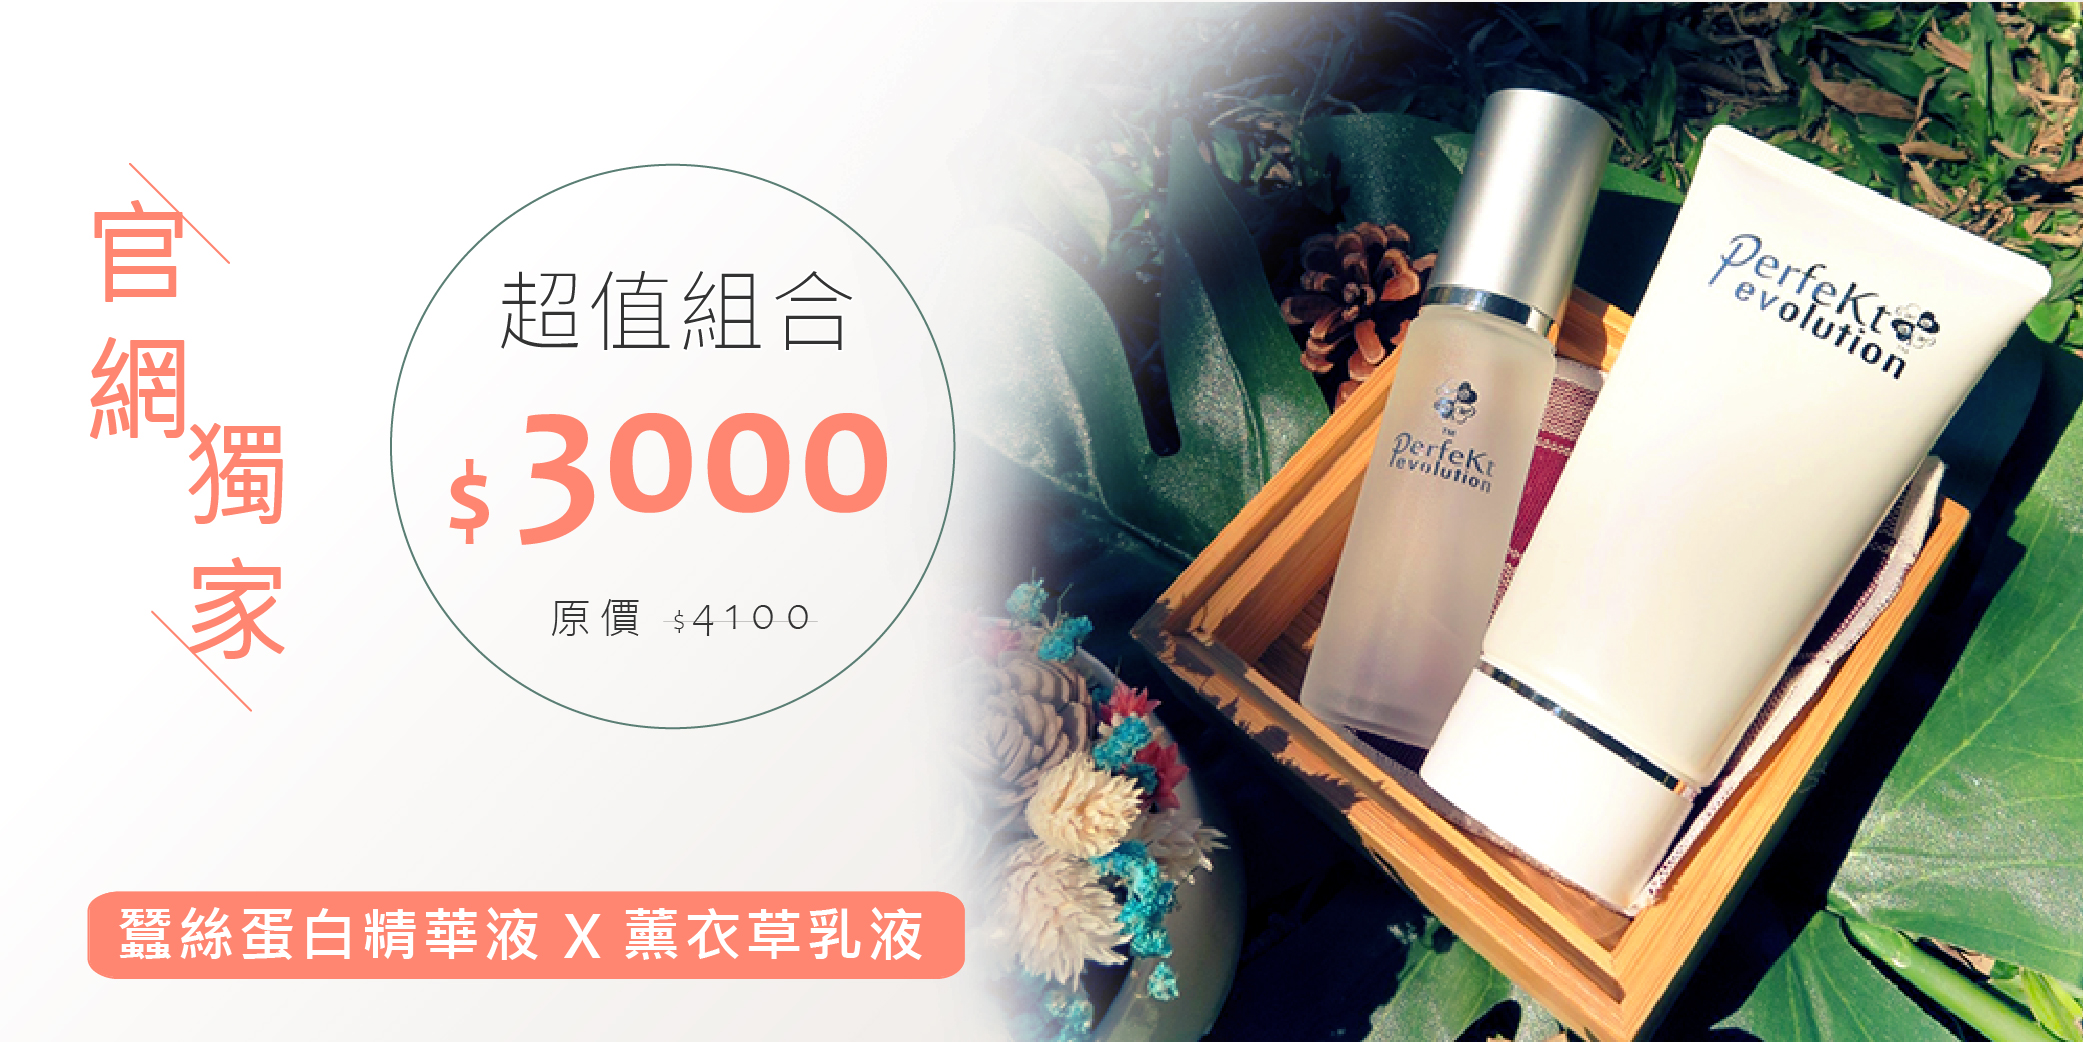 官網
獨家
超值組合
$3000
原價 $4100
蠶絲蛋白精華液 X 薰衣草乳液
TM
Perfekt
evolution
PerfeKt
evolution